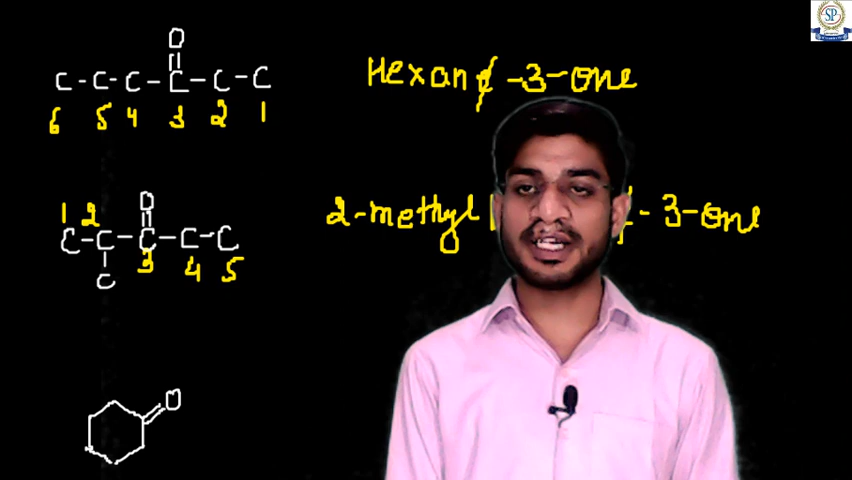 O
C-C-C-C-C-C Hexane-3-one
6 5 4 3 2 1
1 2 O 2-methyl - 3-one
C-C-C-C-C
C 3 4 5
O
SP